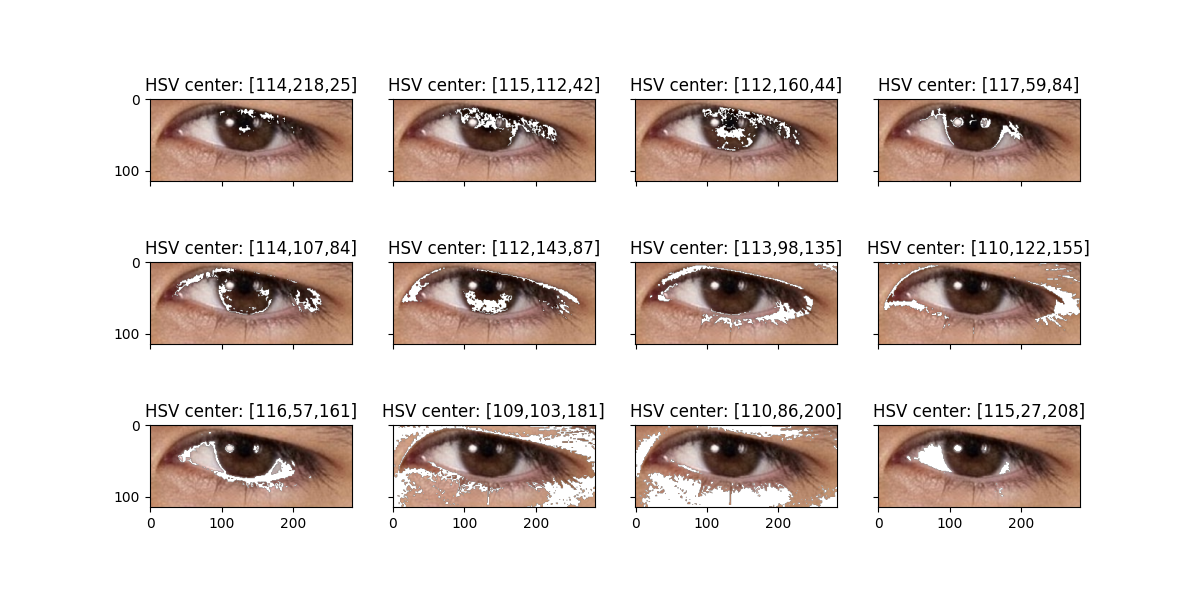 HSV center: [114,218,25] HSV center: [115,112,42] HSV center: [112,160,44] HSV center: [117,59,84]
0
100
HSV center: [114,107,84] HSV center: [112,143,87] HSV center: [113,98,135] HSV center: [110,122,155]
0
100
HSV center: [116,57,161] HSV center: [109,103,181] HSV center: [110,86,200] HSV center: [115,27,208]
0
100
0 100 200 0 100 200 0 100 200 0 100 200